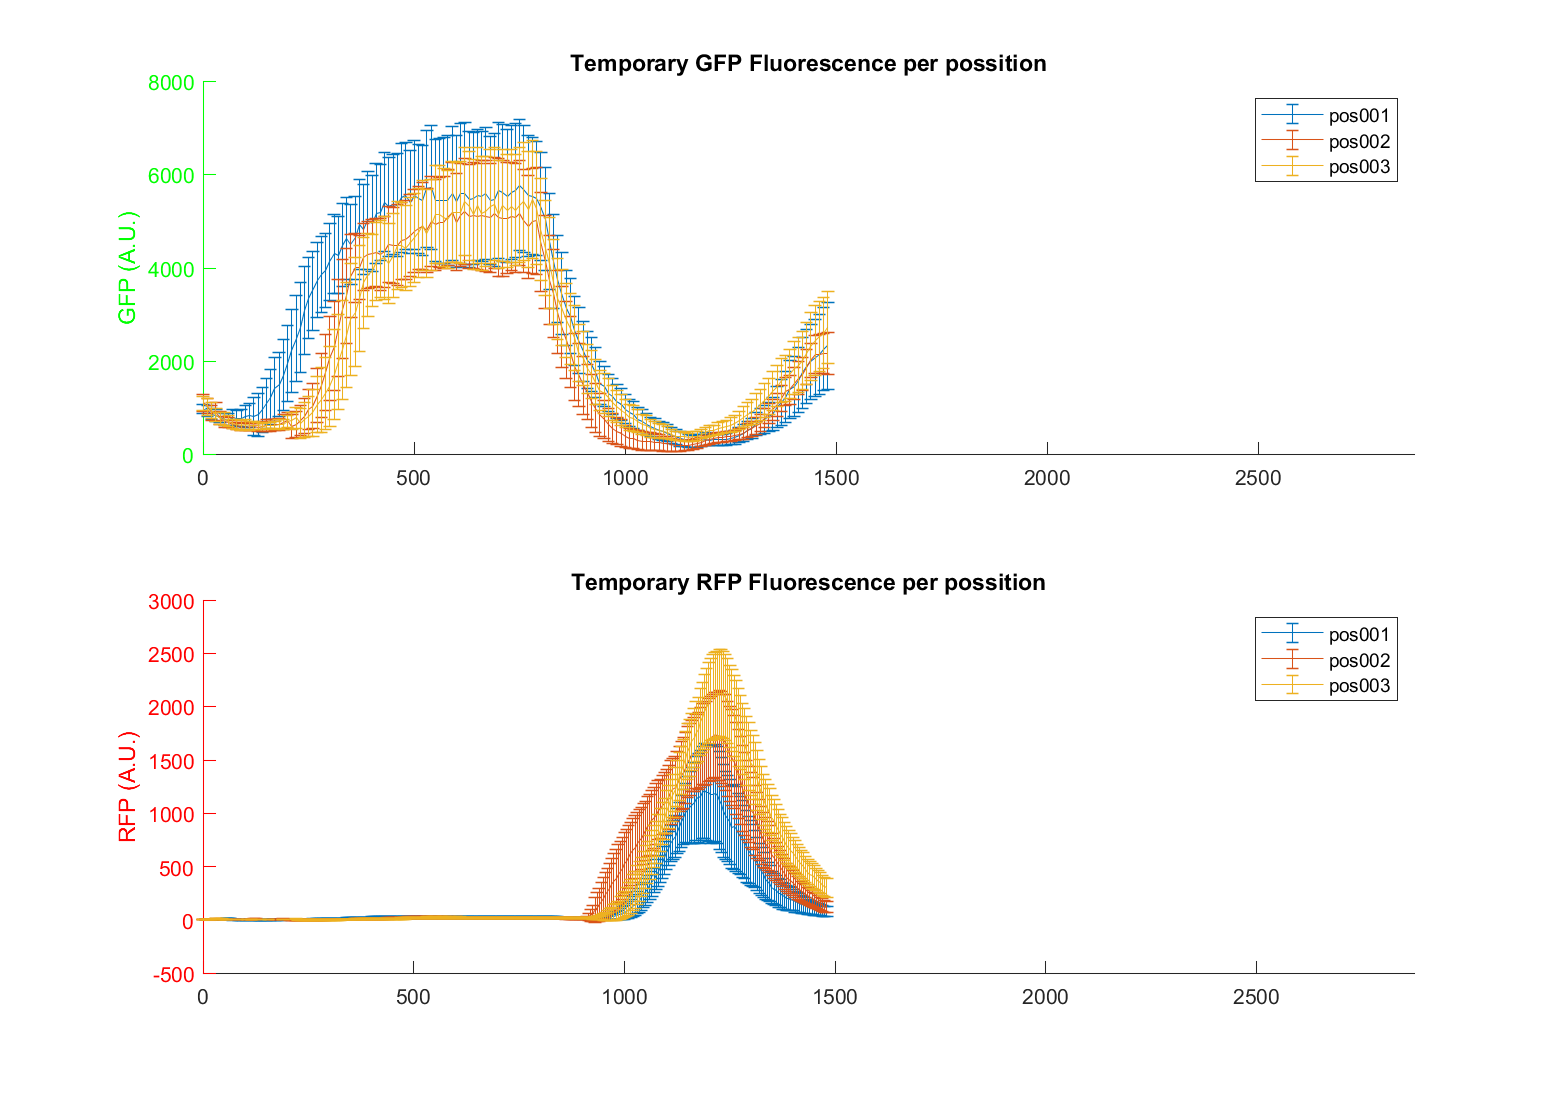 Temporary GFP Fluorescence per possition
8000
6000
4000
2000
0
GFP (A.U.)
0 500 1000 1500 2000 2500
pos001
pos002
pos003
Temporary RFP Fluorescence per possition
3000
2500
2000
1500
1000
500
0
-500
RFP (A.U.)
0 500 1000 1500 2000 2500
pos001
pos002
pos003